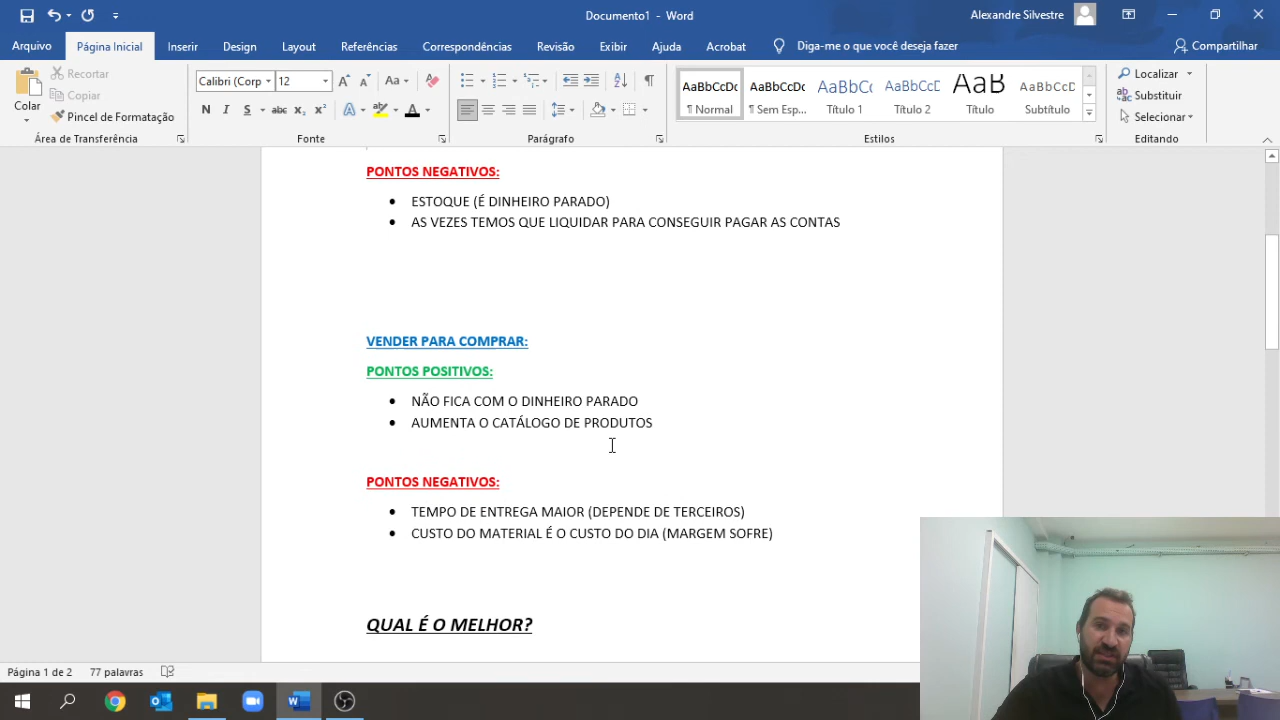 Documento1 - Word
Alexandre Silvestre
Arquivo
Página Inicial
Inserir
Design
Layout
Referências
Correspondências
Revisão
Exibir
Ajuda
Acrobat
Diga-me o que você deseja fazer
Compartilhar
Colar
Recortar
Copiar
Pincel de Formatação
Área de Transferência
Calibri (Corp
12
Fonte
Parágrafo
AaBbCcDc
¶ Normal
AaBbCcDc
¶ Sem Esp...
AaBbCcD
Título 1
AaBbCcD
Título 2
AaB
Título
AaBbCcD
Subtítulo
Estilos
Localizar
Substituir
Selecionar
Editando
PONTOS NEGATIVOS:
• ESTOQUE (É DINHEIRO PARADO)
• AS VEZES TEMOS QUE LIQUIDAR PARA CONSEGUIR PAGAR AS CONTAS
VENDER PARA COMPRAR:
PONTOS POSITIVOS:
• NÃO FICA COM O DINHEIRO PARADO
• AUMENTA O CATÁLOGO DE PRODUTOS
PONTOS NEGATIVOS:
• TEMPO DE ENTREGA MAIOR (DEPENDE DE TERCEIROS)
• CUSTO DO MATERIAL É O CUSTO DO DIA (MARGEM SOFRE)
QUAL É O MELHOR?
Página 1 de 2
77 palavras